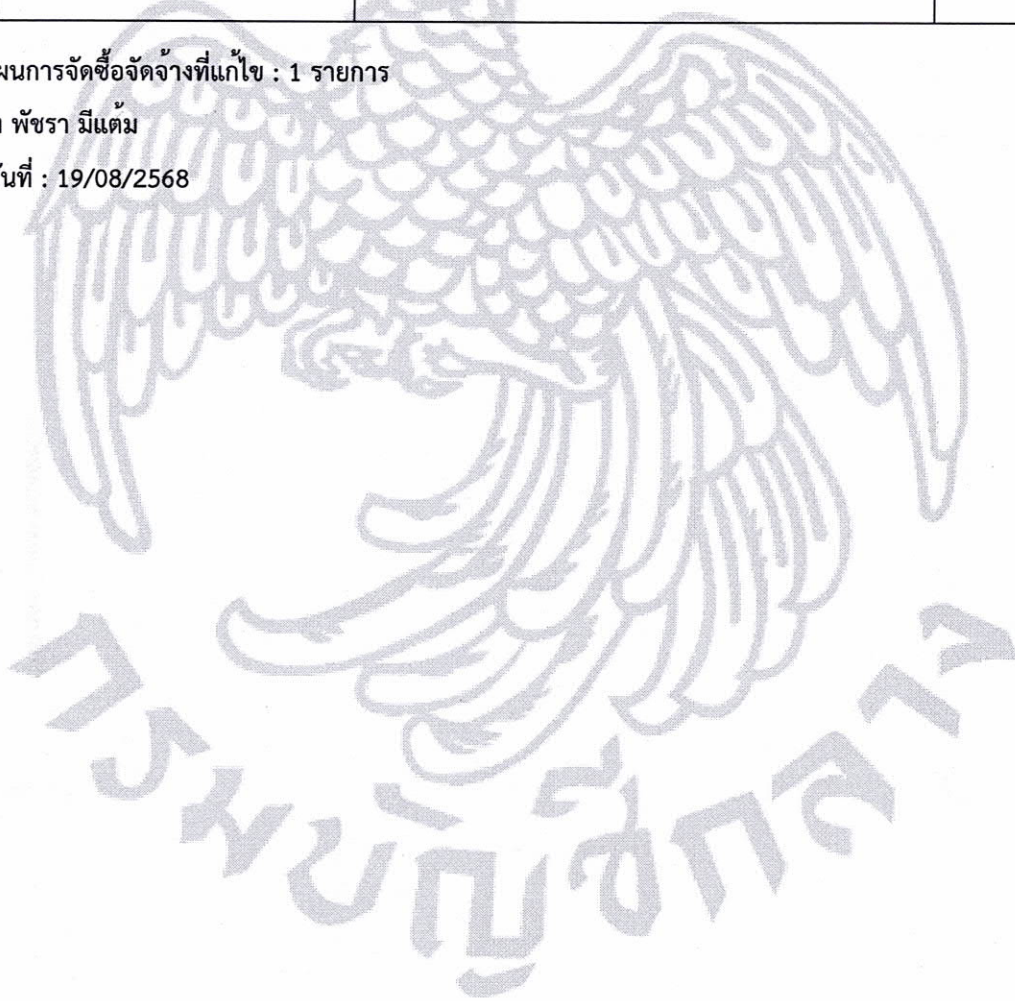 ผนการจัดซื้อจัดจ้างที่แก้ไข : 1 รายการ
พัชรา มีแต้ม
นที่ : 19/08/2568
กรมบัญชีกลาง